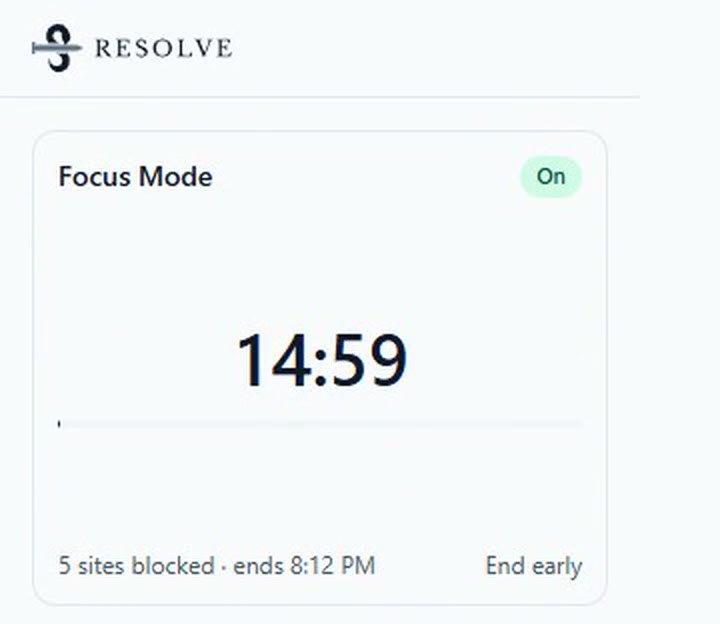 RESOLVE
Focus Mode
On
14:59
5 sites blocked · ends 8:12 PM
End early